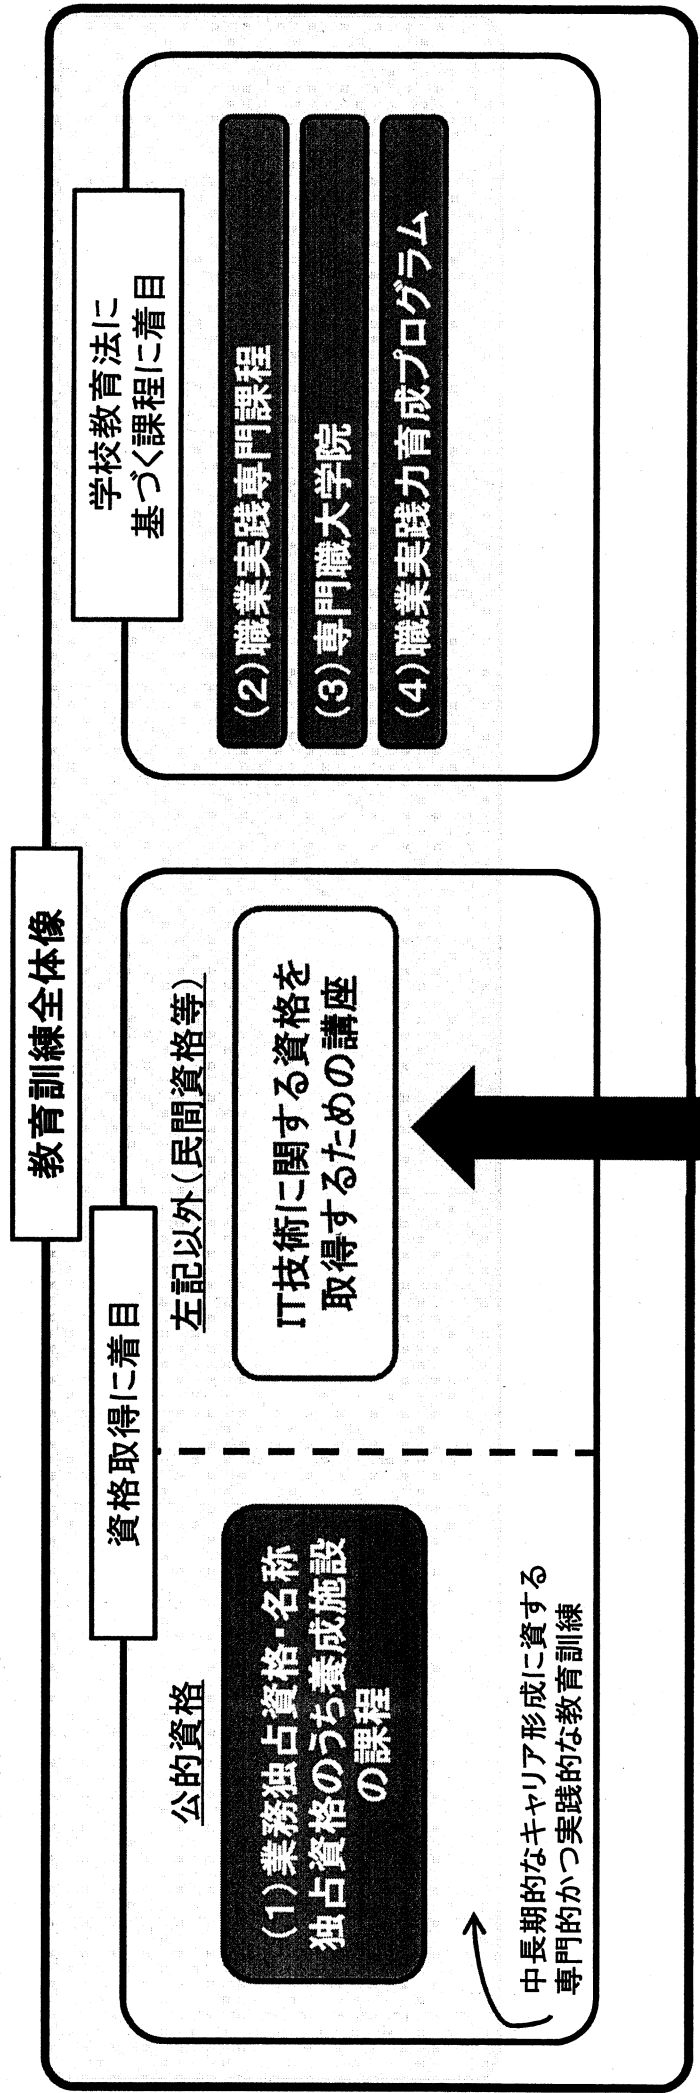 教育訓練全体像
資格取得に着目
公的資格
(1)業務独占資格・名称
独占資格のうち養成施設
の課程
中長期的なキャリア形成に資する
専門的かつ実践的な教育訓練
左記以外(民間資格等)
IT技術に関する資格を
取得するための講座
学校教育法に
基づく課程に着目
(2)職業実践専門課程
(3)専門職大学院
(4)職業実践力育成プログラム